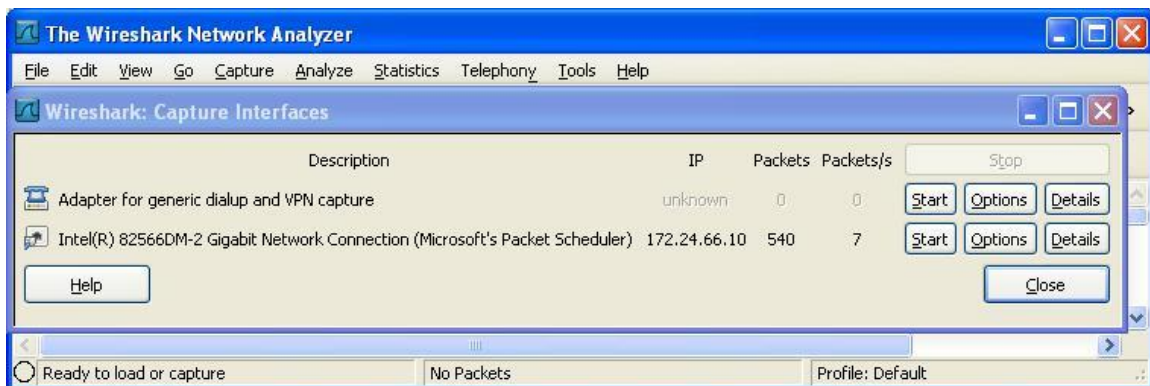 The Wireshark Network Analyzer
File Edit View Go Capture Analyze Statistics Telephony Tools Help
Wireshark: Capture Interfaces
Description IP Packets Packets/s Stop
Adapter for generic dialup and VPN capture unknown 0 0 Start Options Details
Intel(R) 82566DM-2 Gigabit Network Connection (Microsoft's Packet Scheduler) 172.24.66.10 540 7 Start Options Details
Help Close
Ready to load or capture No Packets Profile: Default